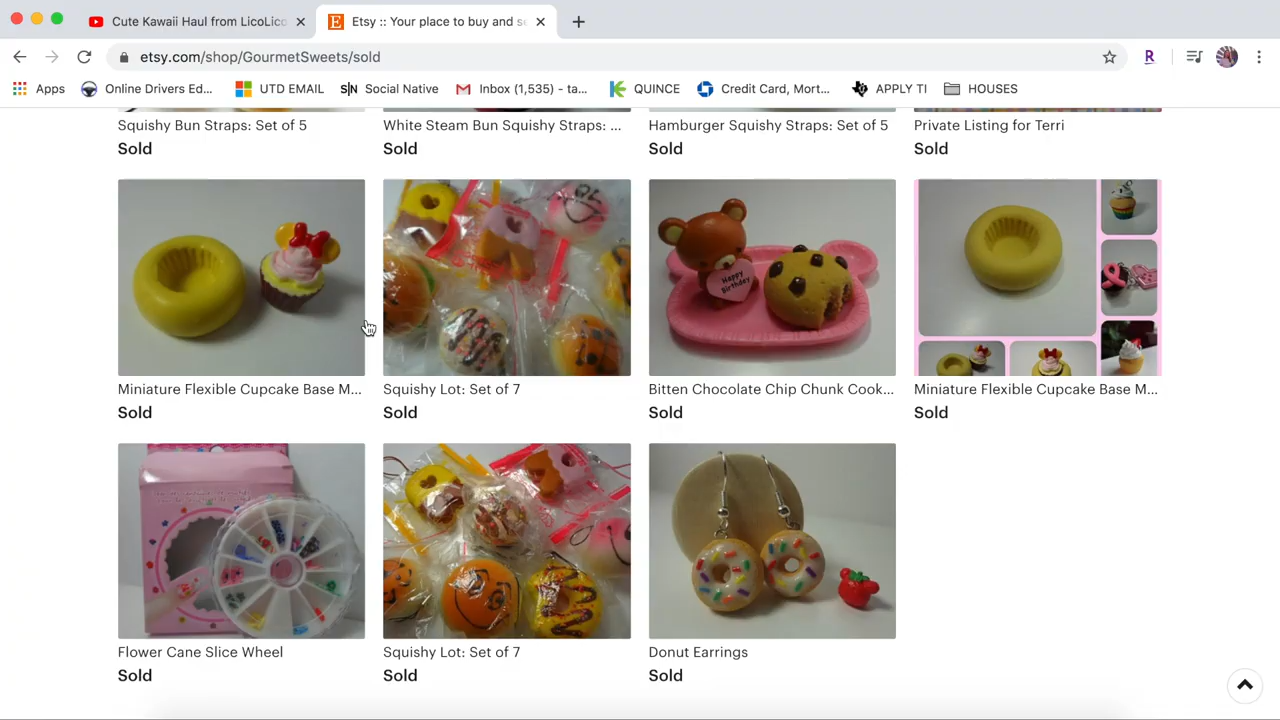 Cute Kawaii Haul from LicoLico
Etsy :: Your place to buy and se
etsy.com/shop/GourmetSweets/sold
Apps
Online Drivers Ed...
UTD EMAIL
S|N Social Native
Inbox (1,535) - ta...
QUINCE
Credit Card, Mort...
APPLY TI
HOUSES
Squishy Bun Straps: Set of 5
White Steam Bun Squishy Straps: ...
Hamburger Squishy Straps: Set of 5
Private Listing for Terri
Sold
Sold
Sold
Sold
Happy
Birthday
Miniature Flexible Cupcake Base M...
Squishy Lot: Set of 7
Bitten Chocolate Chip Chunk Cook...
Miniature Flexible Cupcake Base M...
Sold
Sold
Sold
Sold
Flower Cane Slice Wheel
Squishy Lot: Set of 7
Donut Earrings
Sold
Sold
Sold